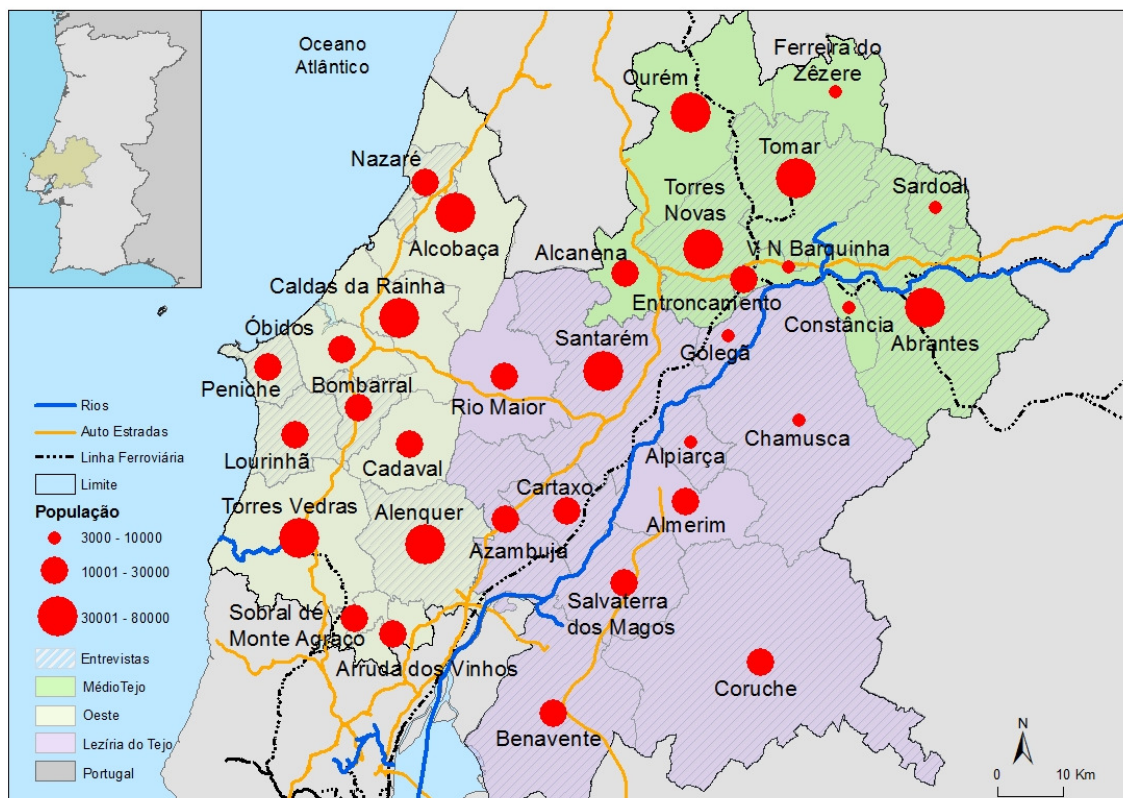 Oceano
Atlântico
Ferreira do
Zêzere
Ourém
Tomar
Nazaré
Torres
Novas
Sardoal
Alcobaça
Alcanena
V N Barquinha
Caldas da Rainha
Entroncamento
Constância
Óbidos
Santarém
Golegã
Abrantes
Peniche
Bombarral
Rio Maior
Chamusca
Lourinhã
Cadaval
Alpiarça
Cartaxo
Torres Vedras
Alenquer
Almerim
Azambuja
Salvaterra
dos Magos
Sobral de
Monte Agraço
Arruda dos Vinhos
Coruche
Benavente
Rios
Auto Estradas
Linha Ferroviária
Limite
População
3000 - 10000
10001 - 30000
30001 - 80000
Entrevistas
MédioTejo
Oeste
Lezíria do Tejo
Portugal
N
0 10 Km